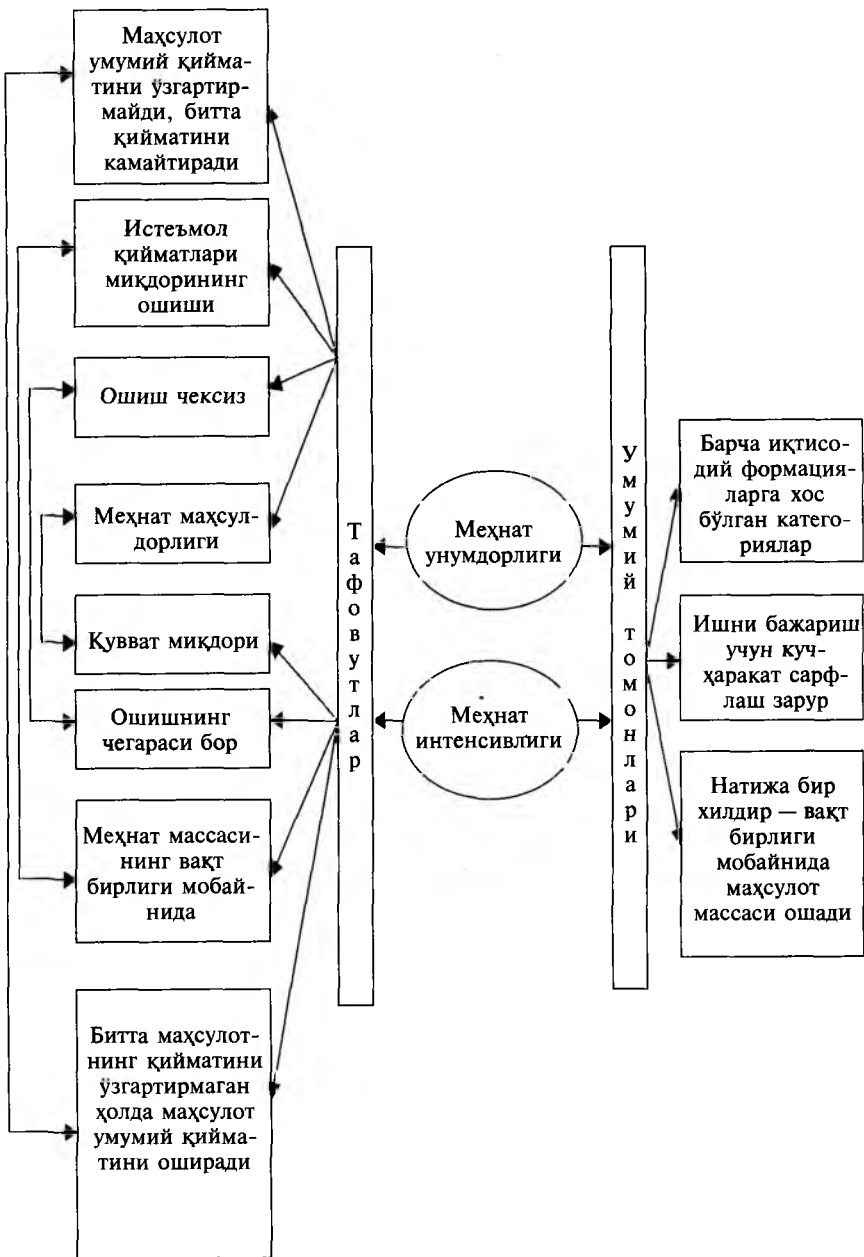 Маҳсулот
умумий қийма-
тини ўзгартир-
майди, битта
қийматини
камайтиради
Истеъмол
қийматлари
миқдорининг
ошиши
Ошиш чексиз
Меҳнат маҳсул-
дорлиги
Қувват миқдори
Ошишнинг
чегараси бор
Меҳнат масcаси-
нинг вақт
бирлиги мобай-
нида
Битта маҳсулот-
нинг қийматини
ўзгартирмаган
ҳолда маҳсулот
умумий қийма-
тини оширади
Тафовутлар
Меҳнат
унумдорлиги
Меҳнат
интенсивлиги
Умумий томонлари
Барча иқтисо-
дий формация-
ларга хос
бўлган катего-
риялар
Ишни бажариш
учун куч-
ҳаракат сарф-
лаш зарур
Натижа бир
хилдир — вақт
бирлиги
мобайнида
маҳсулот
массаси ошади